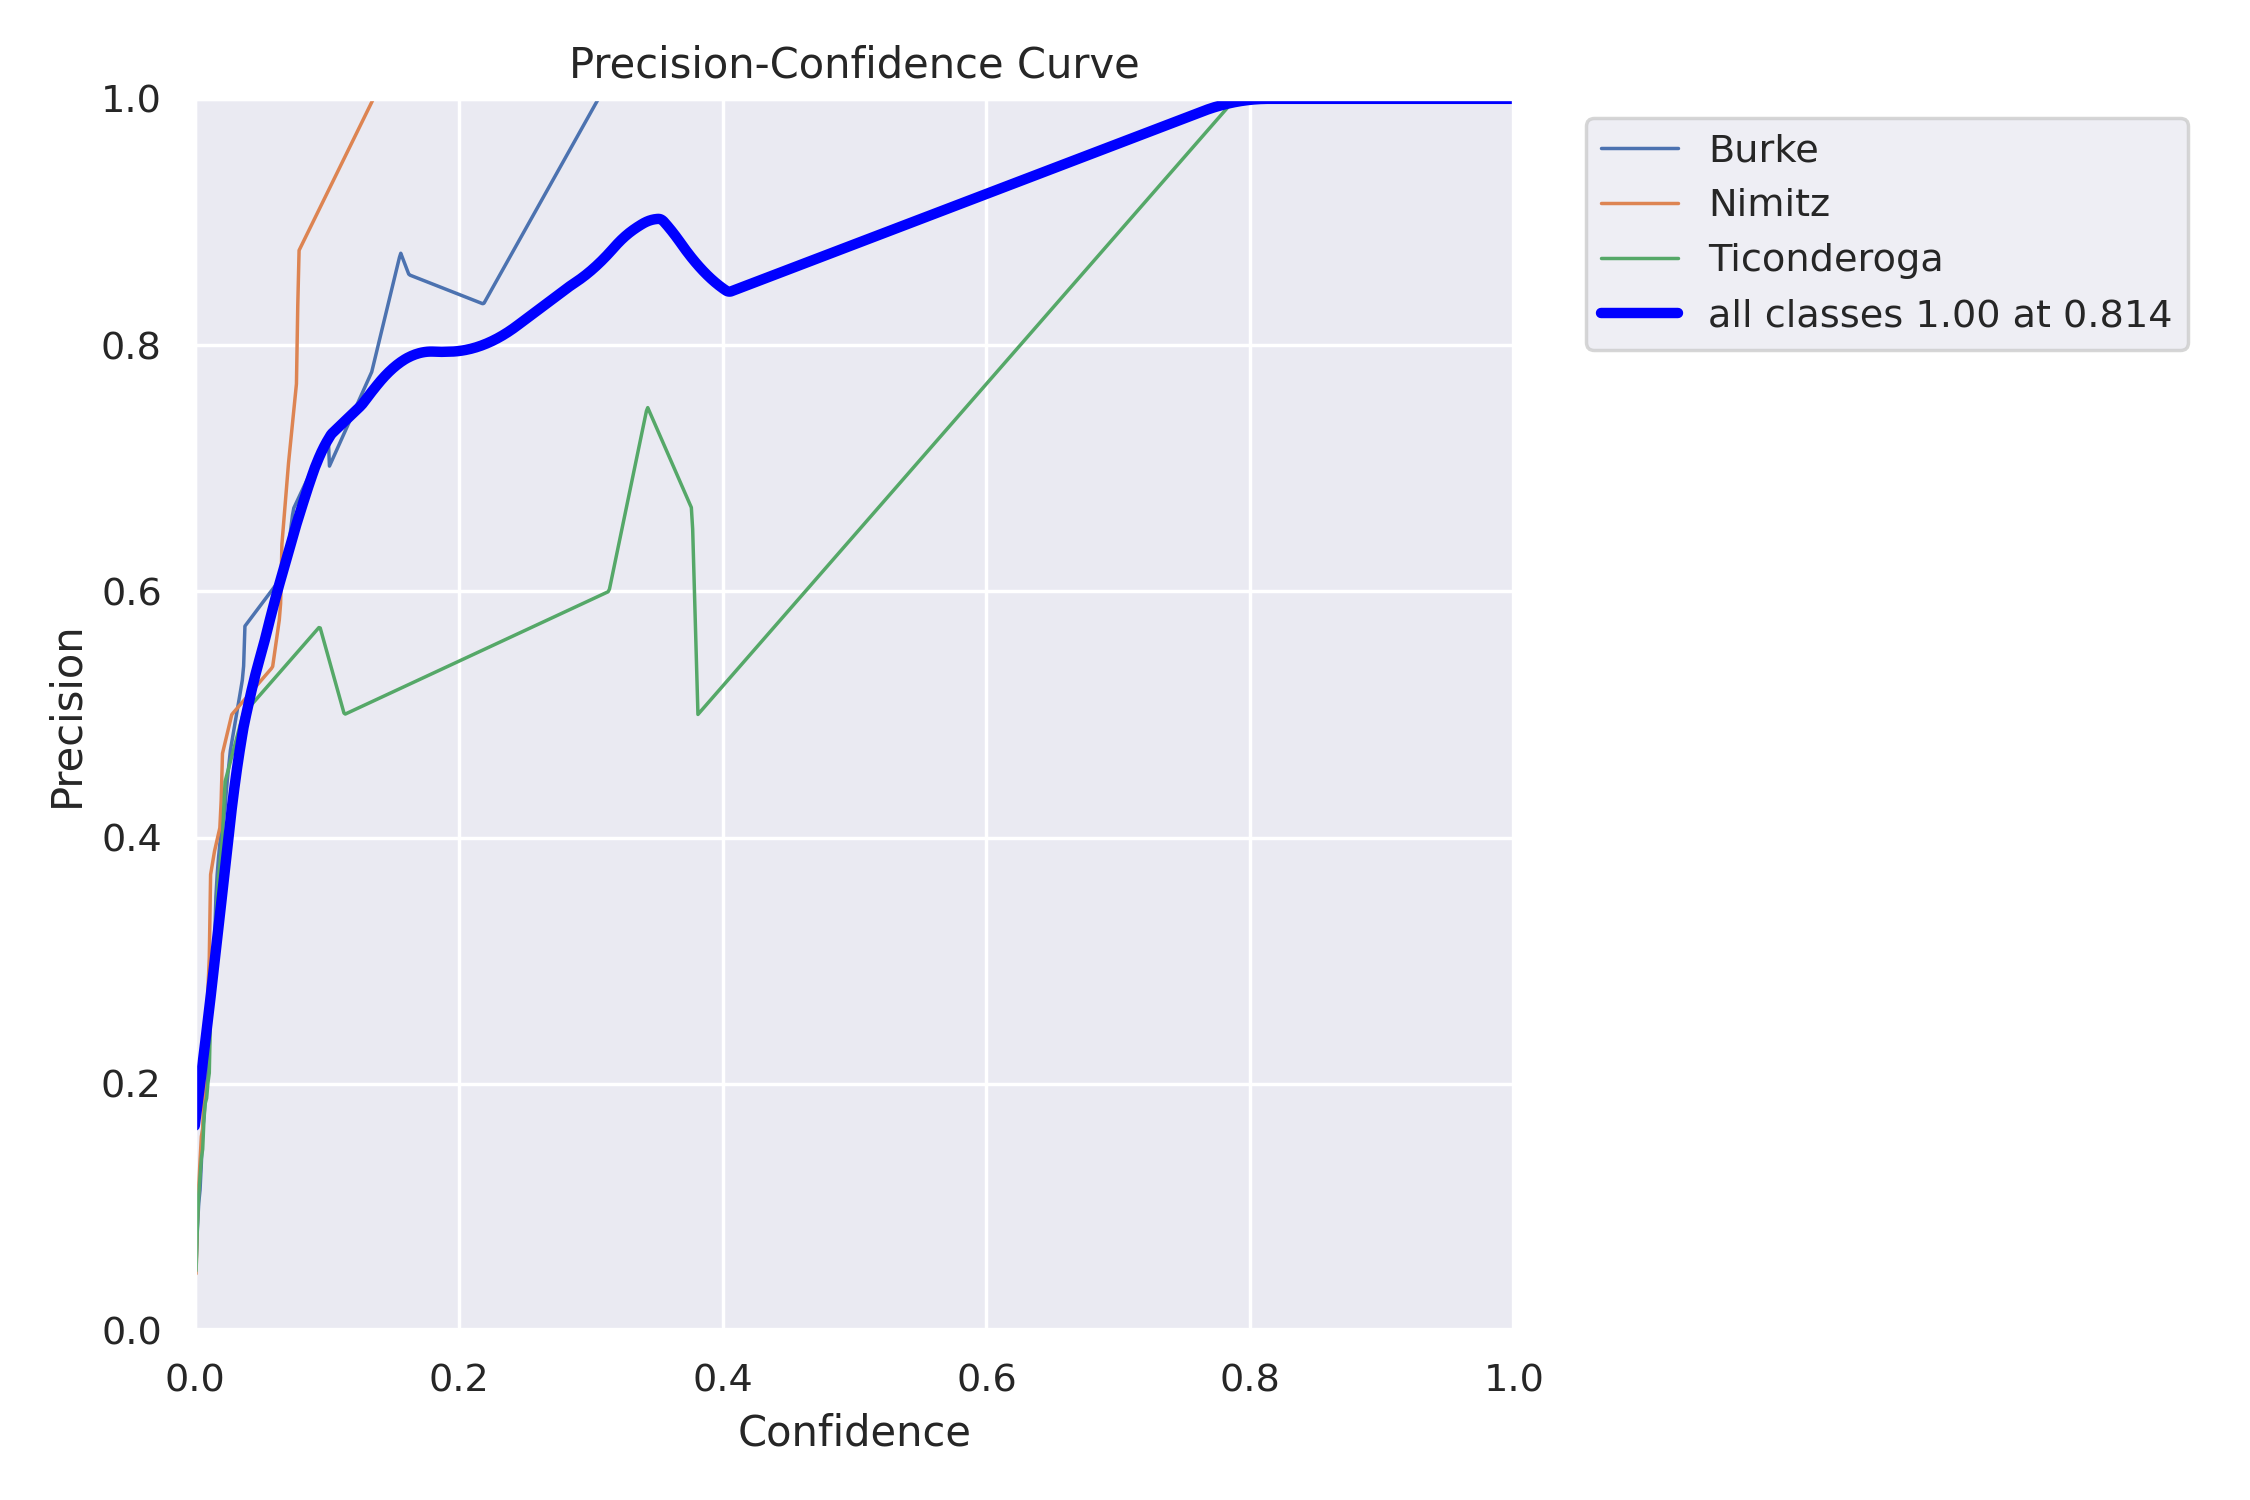 Precision-Confidence Curve
1.0
0.8
0.6
0.4
0.2
0.0
Precision
0.0 0.2 0.4 0.6 0.8 1.0
Confidence
Burke
Nimitz
Ticonderoga
all classes 1.00 at 0.814